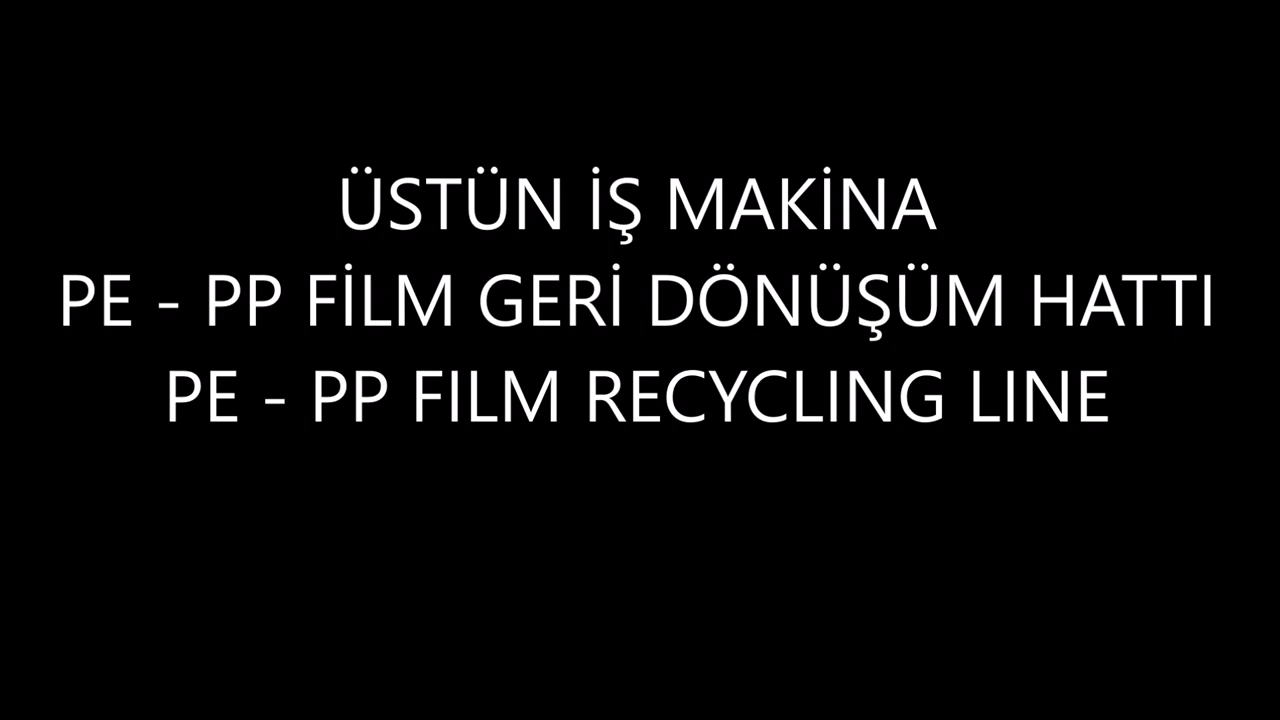 ÜSTÜN İŞ MAKİNA
PE - PP FİLM GERİ DÖNÜŞÜM HATTI
PE - PP FILM RECYCLING LINE